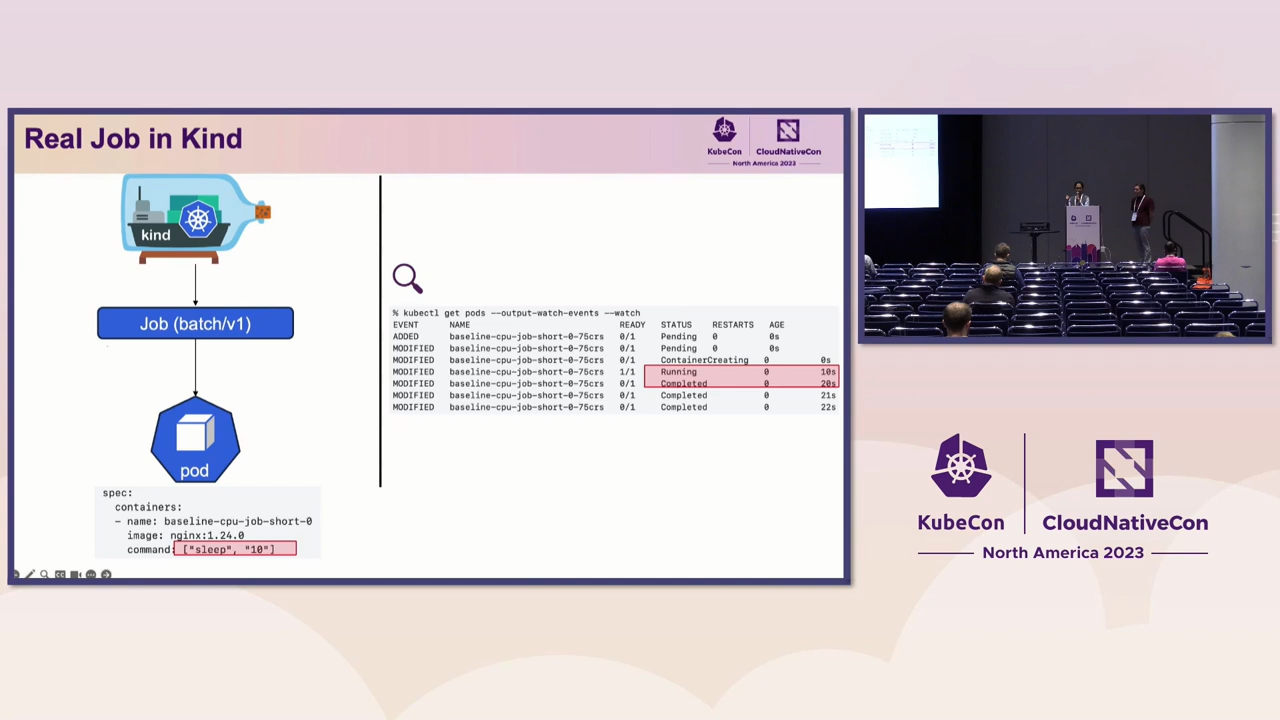 Real Job in Kind
KubeCon
CloudNativeCon
North America 2023
kind
Job (batch/v1)
pod
spec:
containers:
- name: baseline-cpu-job-short-0
image: nginx:1.24.0
command: ["sleep", "10"]
% kubectl get pods --output-watch-events --watch
EVENT NAME READY STATUS RESTARTS AGE
ADDED baseline-cpu-job-short-0-75crs 0/1 Pending 0 0s
MODIFIED baseline-cpu-job-short-0-75crs 0/1 Pending 0 0s
MODIFIED baseline-cpu-job-short-0-75crs 0/1 ContainerCreating 0 0s
MODIFIED baseline-cpu-job-short-0-75crs 1/1 Running 0 10s
MODIFIED baseline-cpu-job-short-0-75crs 0/1 Completed 0 20s
MODIFIED baseline-cpu-job-short-0-75crs 0/1 Completed 0 21s
MODIFIED baseline-cpu-job-short-0-75crs 0/1 Completed 0 22s
KubeCon
CloudNativeCon
North America 2023